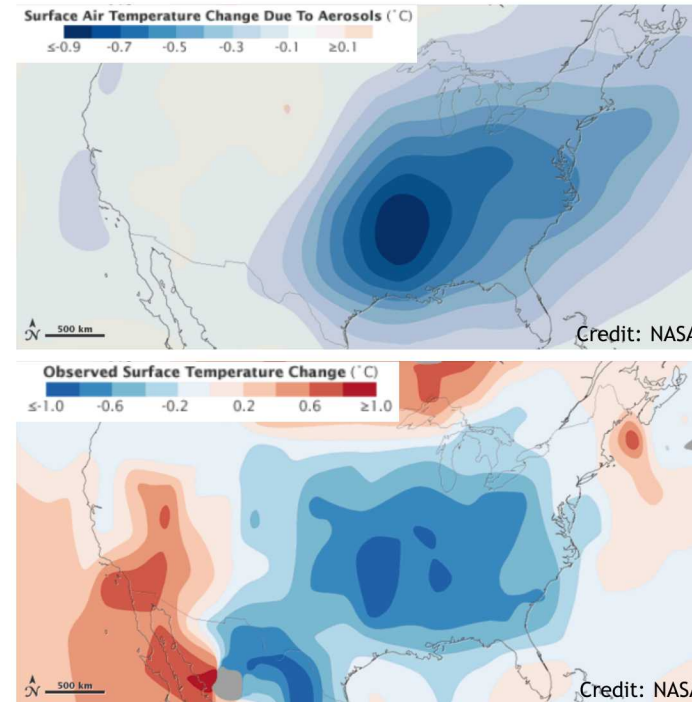 Surface Air Temperature Change Due To Aerosols (°C)
≤-0.9 -0.7 -0.5 -0.3 -0.1 ≥0.1
N 500 km
Credit: NASA
Observed Surface Temperature Change (°C)
≤-1.0 -0.6 -0.2 0.2 0.6 ≥1.0
N 500 km
Credit: NASA